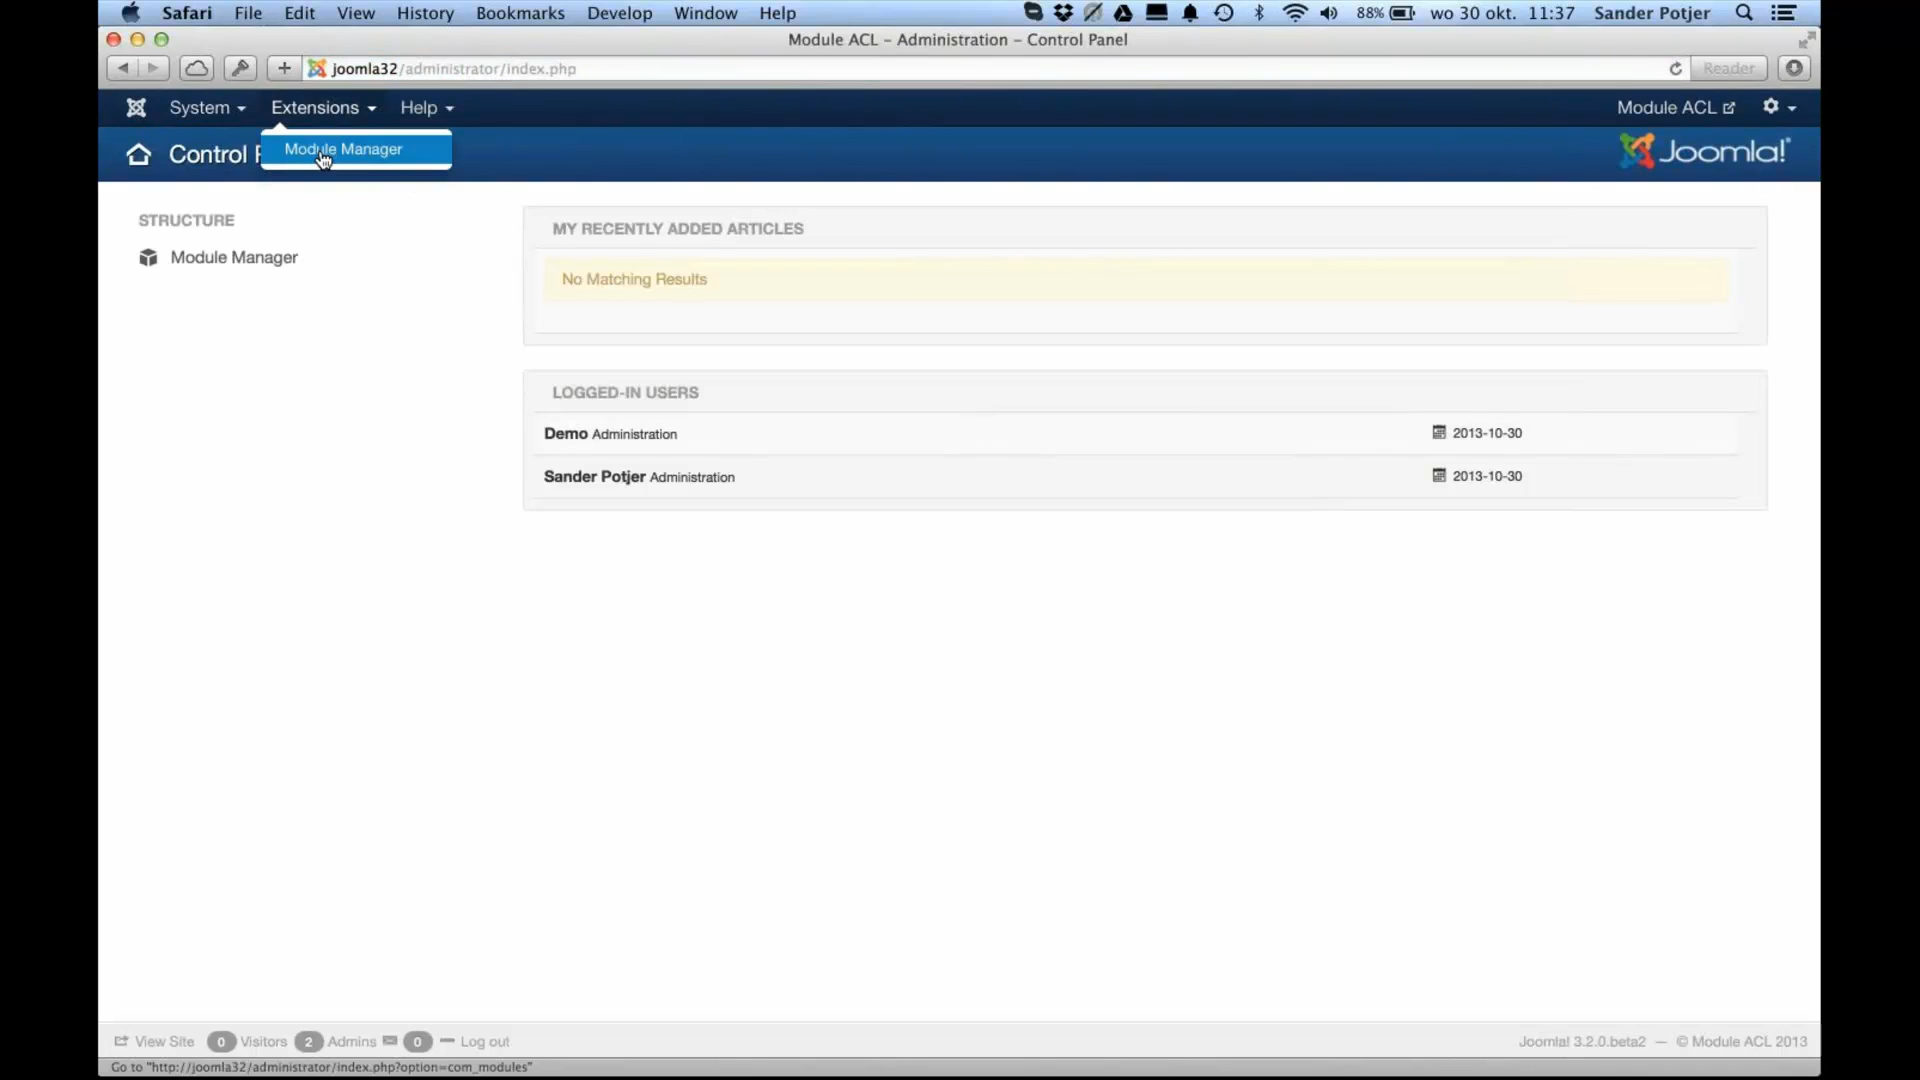 Safari File Edit View History Bookmarks Develop Window Help 88% wo 30 okt. 11:37 Sander Potjer
Module ACL – Administration – Control Panel
joomla32/administrator/index.php Reader
System Extensions Help Module ACL
Control Module Manager Joomla!
STRUCTURE
Module Manager
MY RECENTLY ADDED ARTICLES
No Matching Results
LOGGED-IN USERS
Demo Administration 2013-10-30
Sander Potjer Administration 2013-10-30
View Site 0 Visitors 2 Admins 0 Log out Joomla! 3.2.0.beta2 — © Module ACL 2013
Go to "http://joomla32/administrator/index.php?option=com_modules"